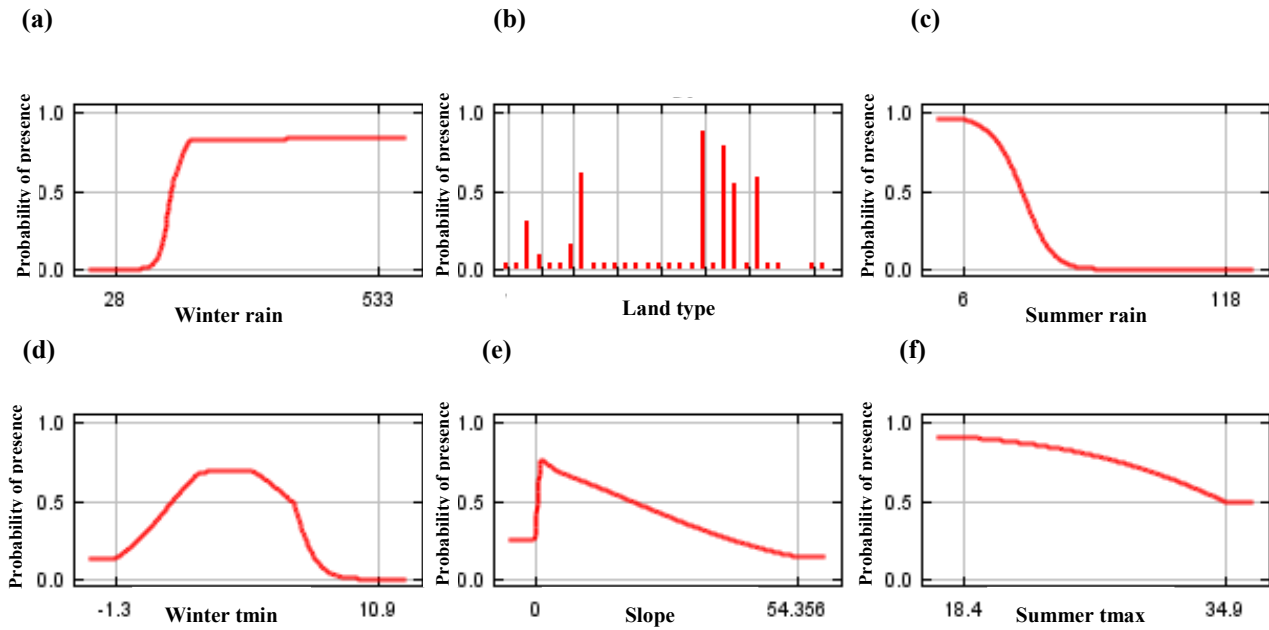 (a)
(b)
(c)
Probability of presence
1.0
0.5
0.0
28
533
Winter rain
Probability of presence
1.0
0.5
0.0
Land type
Probability of presence
1.0
0.5
0.0
6
118
Summer rain
(d)
(e)
(f)
Probability of presence
1.0
0.5
0.0
-1.3
10.9
Winter tmin
Probability of presence
1.0
0.5
0.0
0
54.356
Slope
Probability of presence
1.0
0.5
0.0
18.4
34.9
Summer tmax